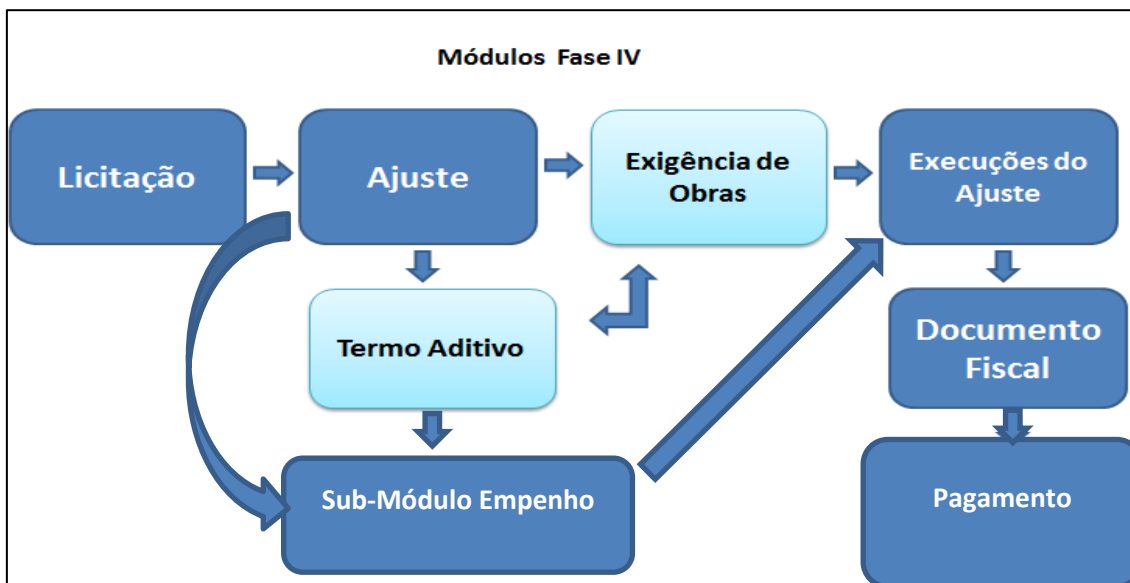 Módulos Fase IV
Licitação
Ajuste
Exigência de
Obras
Execuções do
Ajuste
Termo Aditivo
Documento
Fiscal
Sub-Módulo Empenho
Pagamento